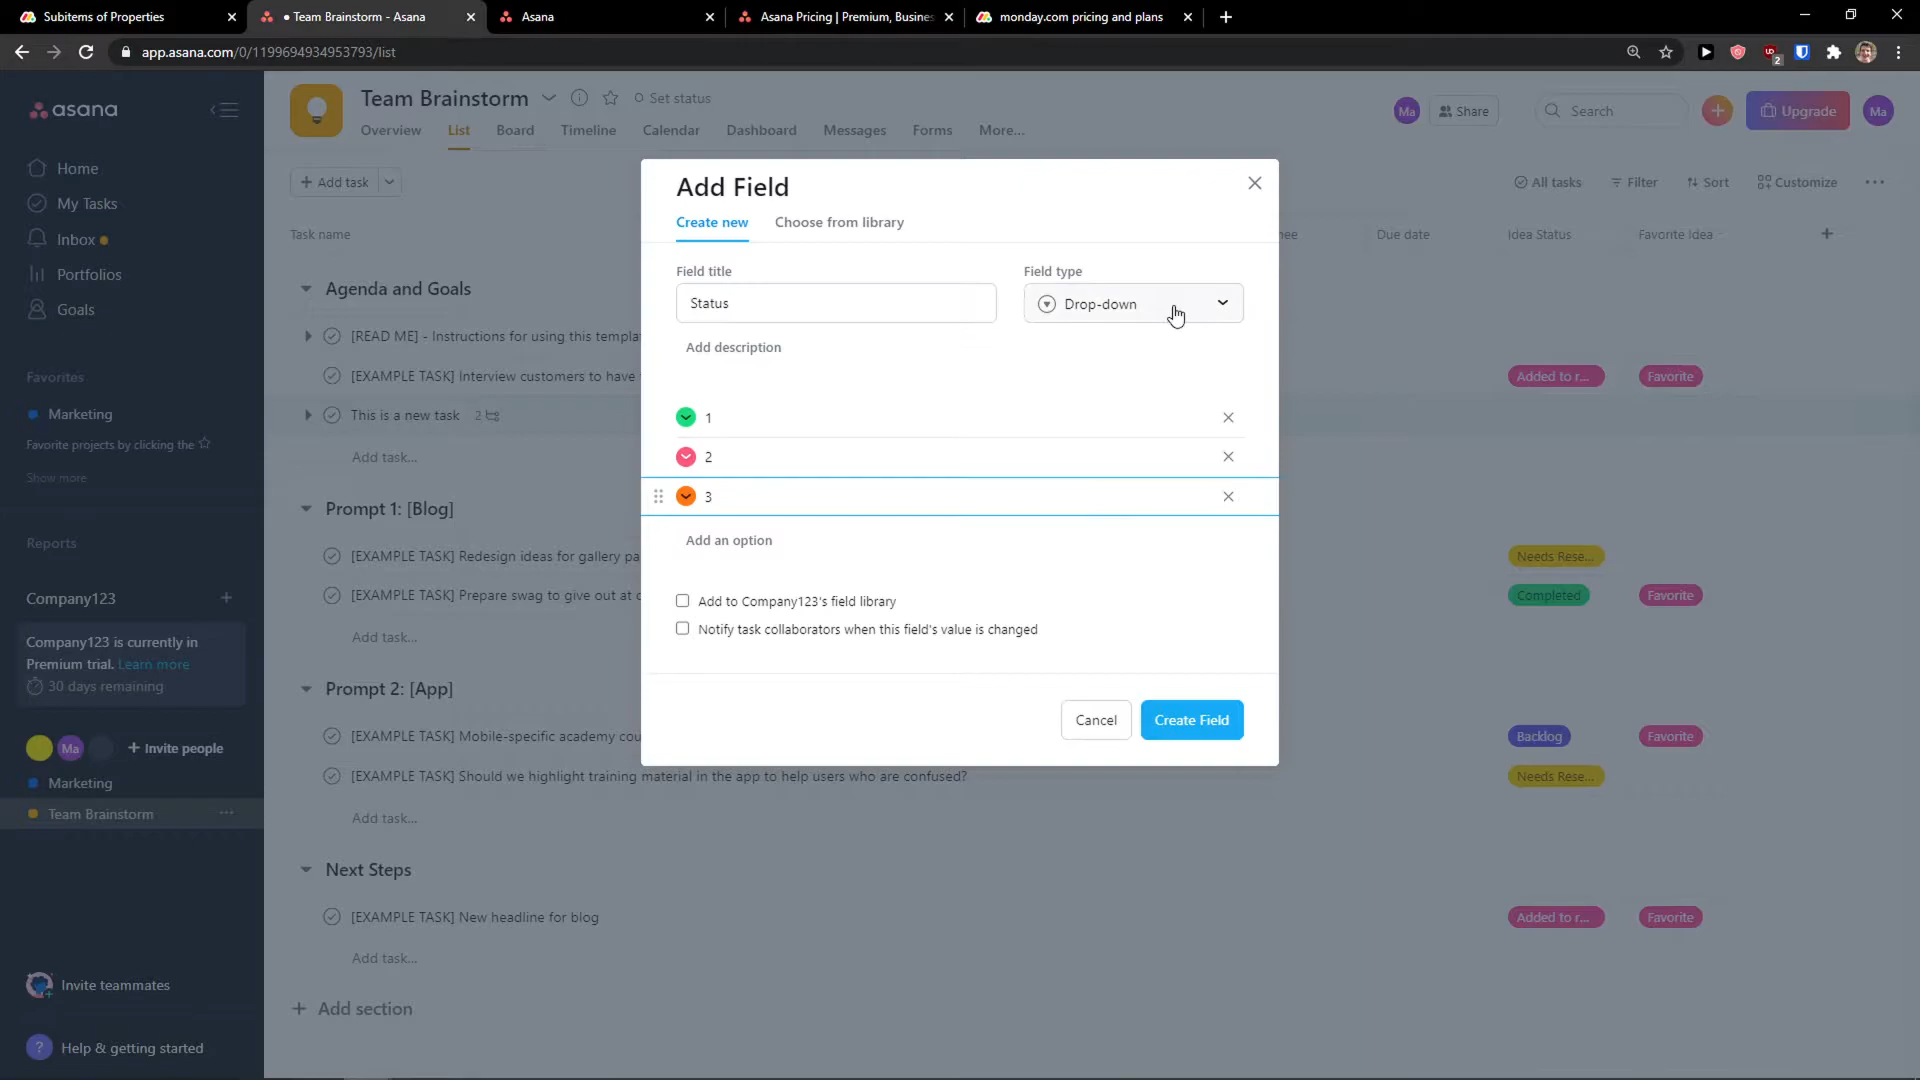 Subitems of Properties
• Team Brainstorm - Asana
Asana
Asana Pricing | Premium, Busines
monday.com pricing and plans
app.asana.com/0/1199694934953793/list
2
asana
Home
My Tasks
Inbox
Portfolios
Goals
Favorites
Marketing
Favorite projects by clicking the
Show more
Reports
Company123
Company123 is currently in
Premium trial. Learn more
30 days remaining
Ma
Invite people
Marketing
Team Brainstorm
Invite teammates
? Help & getting started
Team Brainstorm
Set status
Overview
List
Board
Timeline
Calendar
Dashboard
Messages
Forms
More...
Ma
Share
Search
Upgrade
Ma
+ Add task
All tasks
Filter
Sort
Customize
Task name
nee
Due date
Idea Status
Favorite Idea
Agenda and Goals
[READ ME] - Instructions for using this templa
[EXAMPLE TASK] Interview customers to have
Added to r...
Favorite
This is a new task 2
Add task...
Prompt 1: [Blog]
[EXAMPLE TASK] Redesign ideas for gallery pa
Needs Rese...
[EXAMPLE TASK] Prepare swag to give out at c
Completed
Favorite
Add task...
Prompt 2: [App]
[EXAMPLE TASK] Mobile-specific academy cou
Backlog
Favorite
[EXAMPLE TASK] Should we highlight training material in the app to help users who are confused?
Needs Rese...
Add task...
Next Steps
[EXAMPLE TASK] New headline for blog
Added to r...
Favorite
Add task...
+ Add section
Add Field
Create new
Choose from library
Field title
Field type
Status
Drop-down
Add description
1
2
3
Add an option
Add to Company123's field library
Notify task collaborators when this field's value is changed
Cancel
Create Field